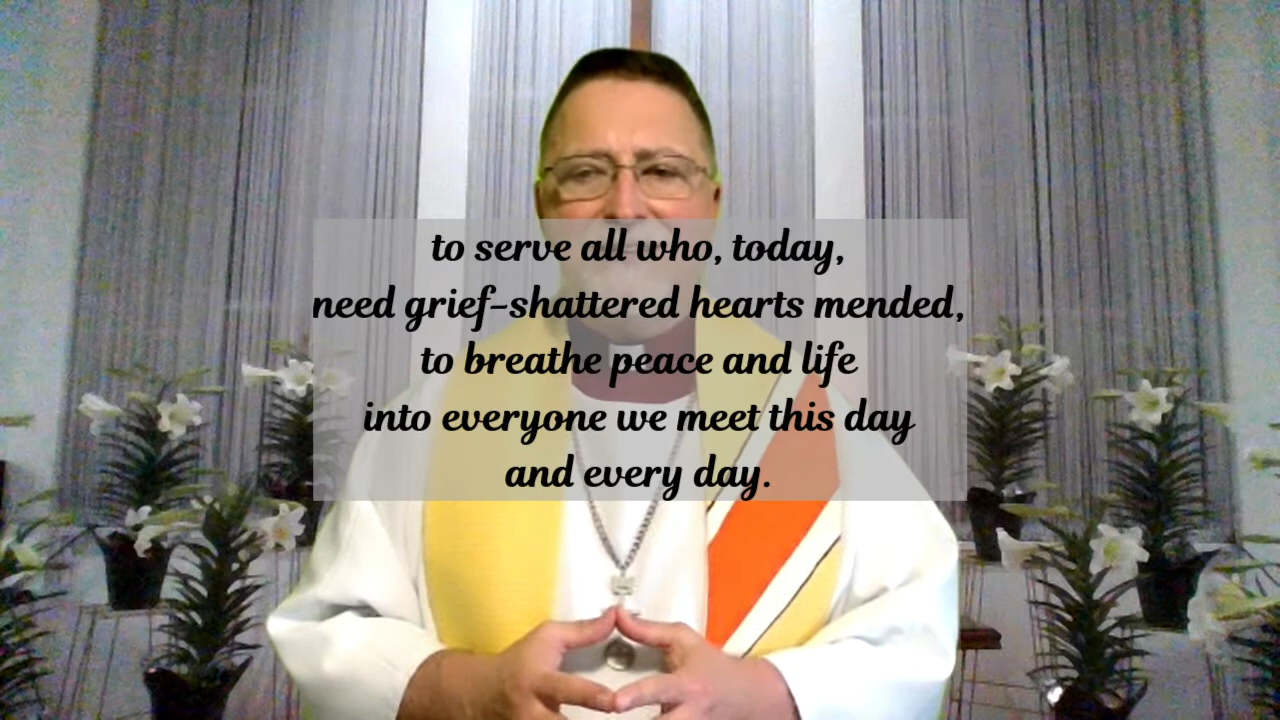 to serve all who, today,
need grief-shattered hearts mended,
to breathe peace and life
into everyone we meet this day
and every day.